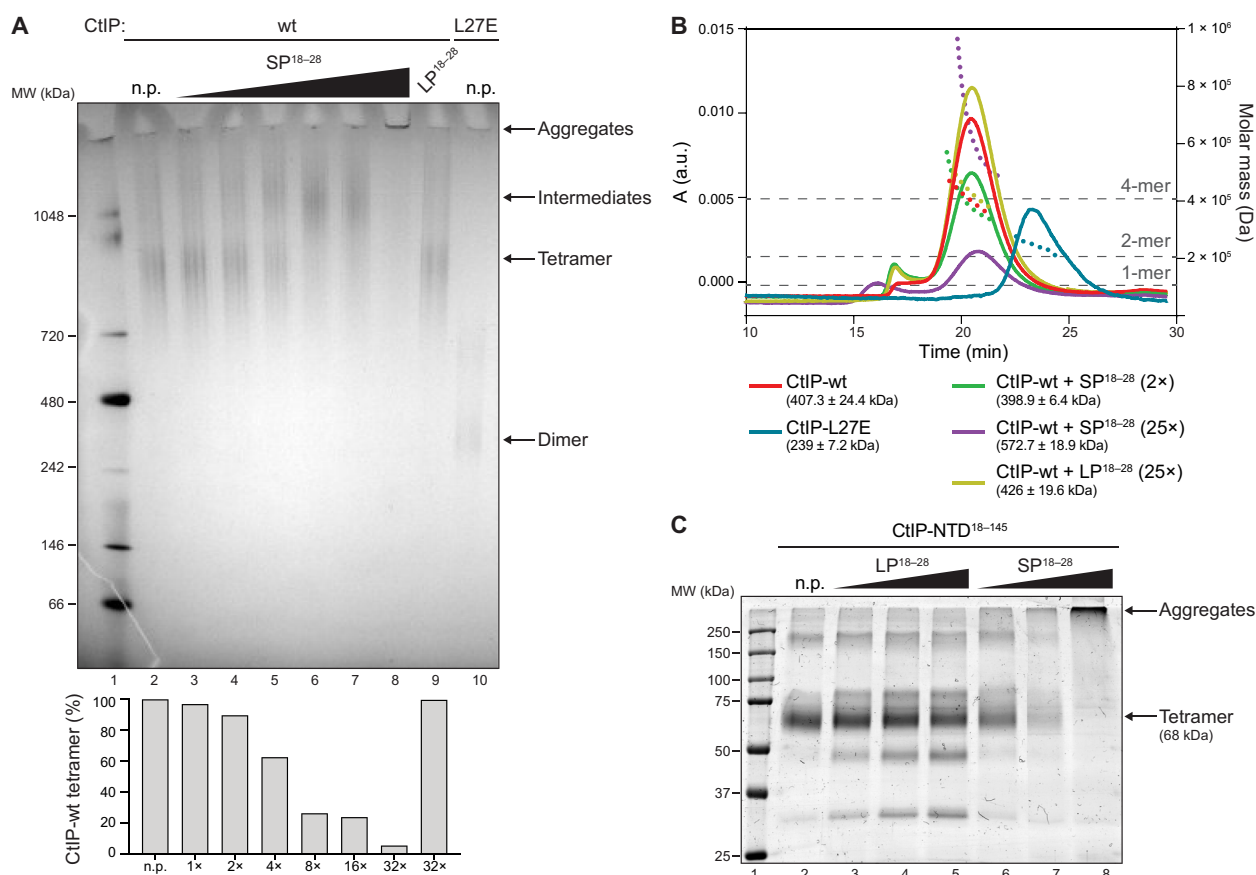 A
CtIP: wt L27E
SP18–28 LP18–28
MW (kDa) n.p. n.p.
Aggregates
Intermediates
1048
Tetramer
720
480
Dimer
242
146
66
1 2 3 4 5 6 7 8 9 10
CtIP-wt tetramer (%)
100
80
60
40
20
0
n.p. 1× 2× 4× 8× 16× 32× 32×
B
A (a.u.)
0.015
0.010
0.005
0.000
Molar mass (Da)
1 × 10⁶
8 × 10⁵
6 × 10⁵
4 × 10⁵
2 × 10⁵
4-mer
2-mer
1-mer
10 15 20 25 30
Time (min)
CtIP-wt
(407.3 ± 24.4 kDa)
CtIP-L27E
(239 ± 7.2 kDa)
CtIP-wt + SP18–28 (2×)
(398.9 ± 6.4 kDa)
CtIP-wt + SP18–28 (25×)
(572.7 ± 18.9 kDa)
CtIP-wt + LP18–28 (25×)
(426 ± 19.6 kDa)
C
CtIP-NTD18–145
n.p. LP18–28 SP18–28
MW (kDa)
Aggregates
250
150
100
75
Tetramer
(68 kDa)
50
37
25
1 2 3 4 5 6 7 8